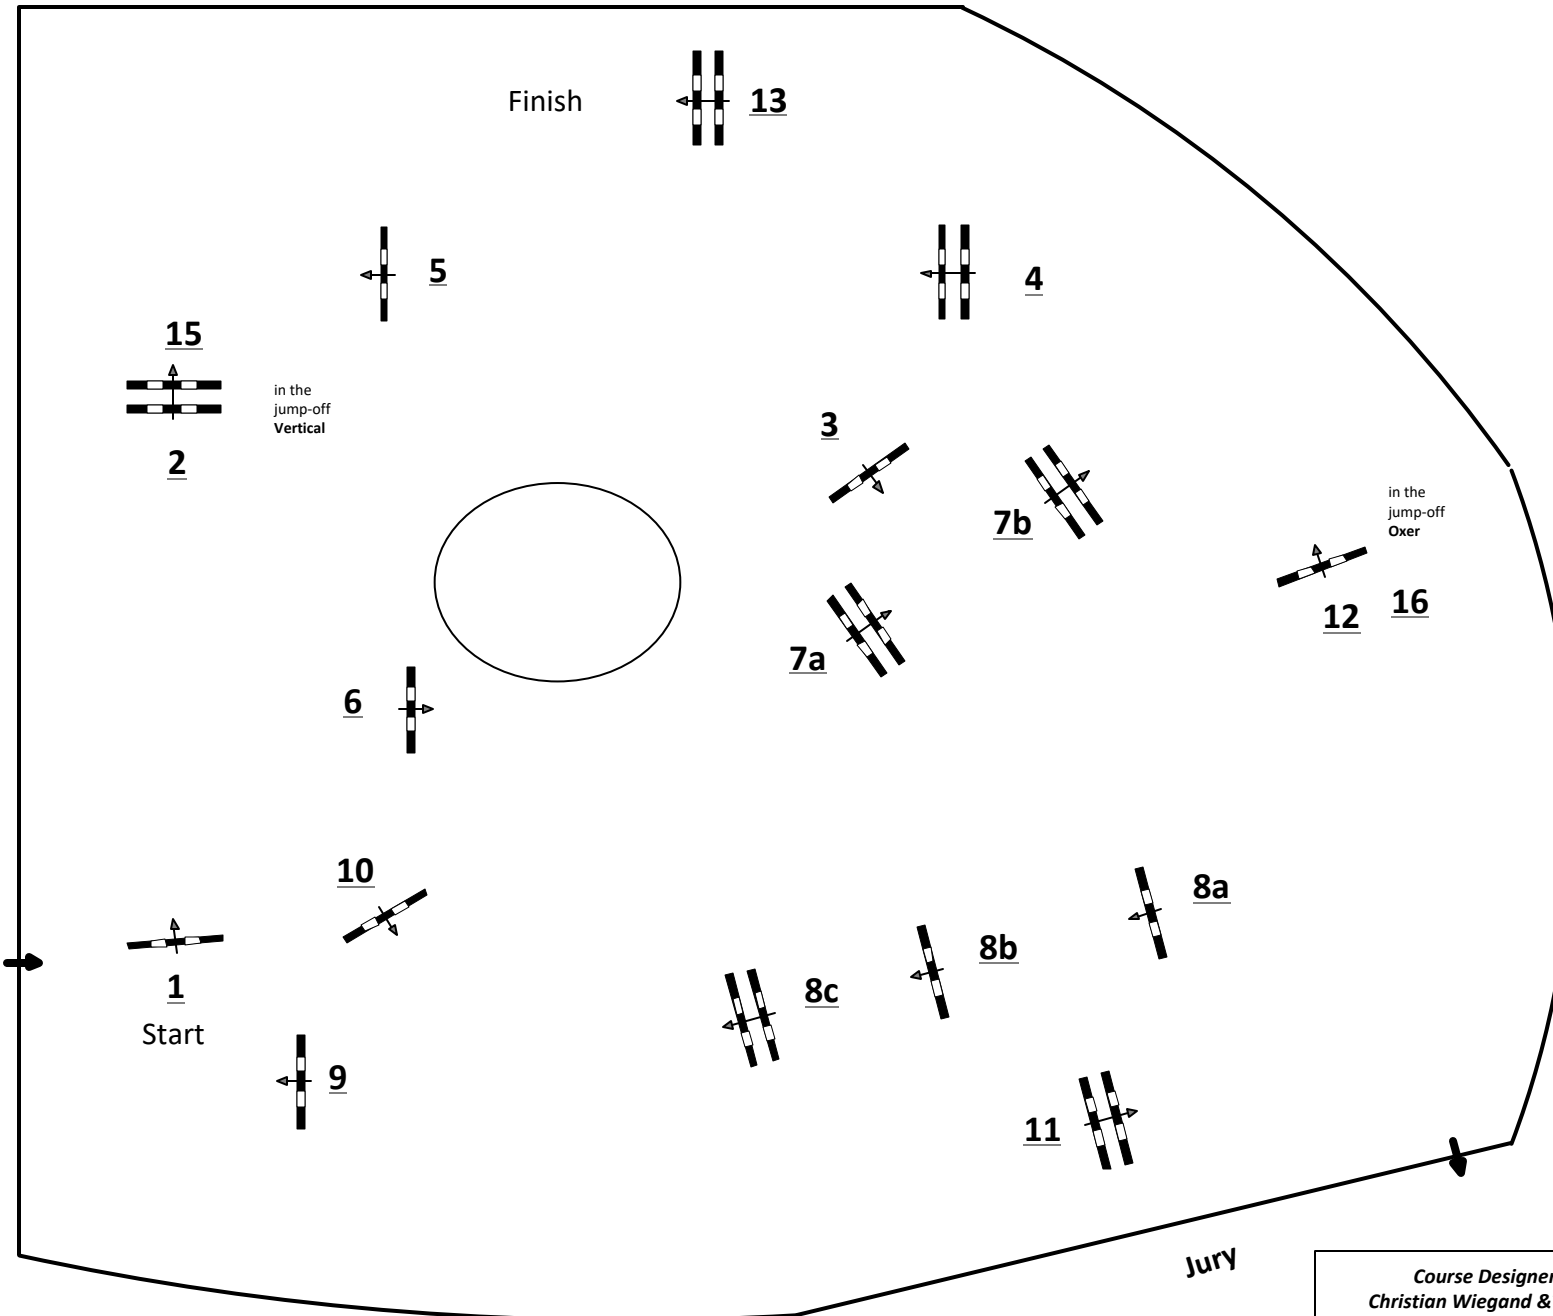 Finish
13
5
4
15
in the
jump-off
Vertical
2
3
7b
in the
jump-off
Oxer
16
12
7a
6
10
8a
8b
8c
1
Start
9
11
Jury
Course Designer
Christian Wiegand &